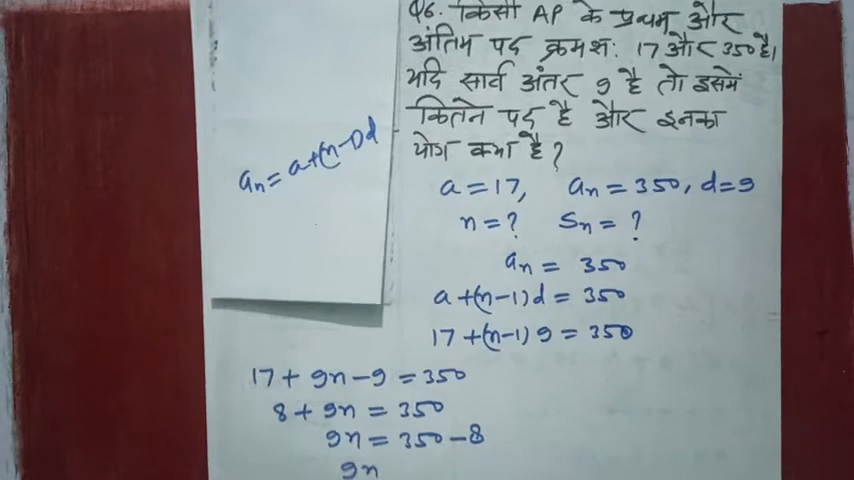 Q6. किसी AP के प्रथम और
अंतिम पद क्रमश: 17 और 350 है।
यदि सार्व अंतर 9 है तो इसमें
कितने पद है और इनका
योग क्या है?
aₙ = a+(n-1)d
a = 17, aₙ = 350, d = 9
n = ? Sₙ = ?
aₙ = 350
a +(n-1)d = 350
17 +(n-1) 9 = 350
17 + 9n - 9 = 350
8 + 9n = 350
9n = 350 - 8
9n